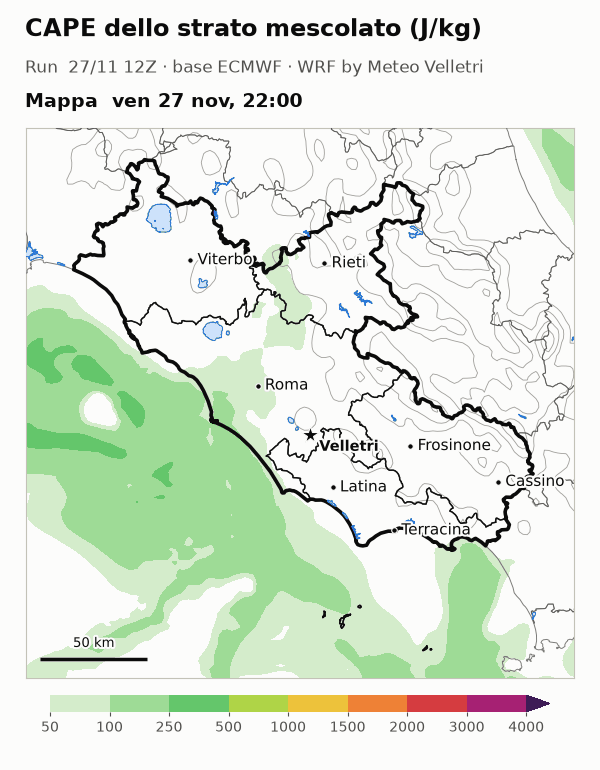 CAPE dello strato mescolato (J/kg)
Run  27/11 12Z · base ECMWF · WRF by Meteo Velletri
Mappa  ven 27 nov, 22:00
Viterbo
Rieti
Roma
Velletri
Frosinone
Cassino
Latina
Terracina
50 km
50 100 250 500 1000 1500 2000 3000 4000